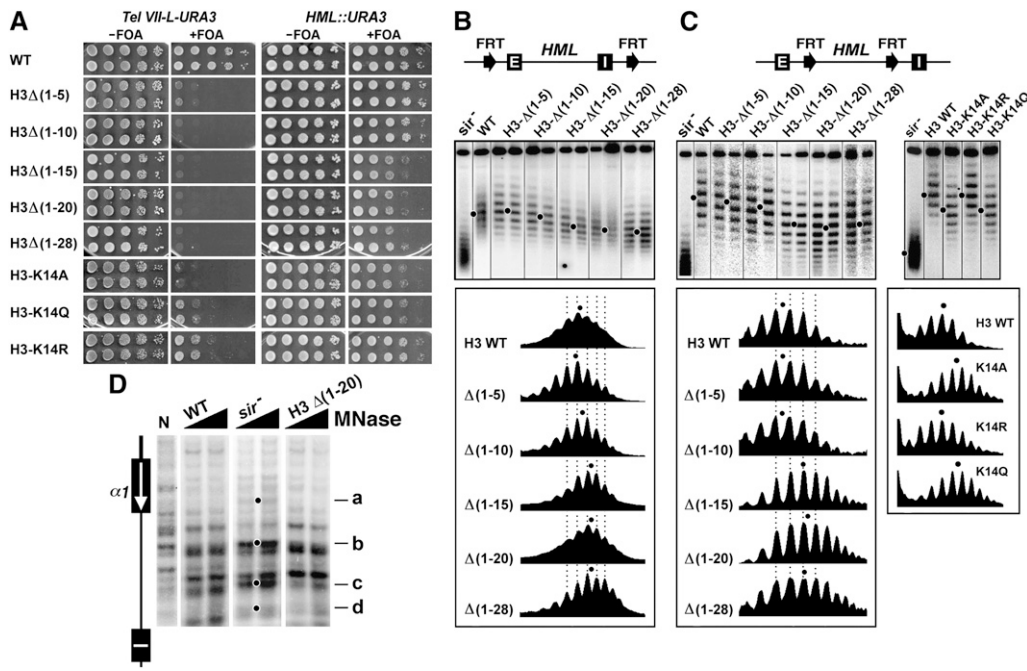 A
Tel VII-L-URA3
HML::URA3
−FOA
+FOA
−FOA
+FOA
WT
H3Δ(1-5)
H3Δ(1-10)
H3Δ(1-15)
H3Δ(1-20)
H3Δ(1-28)
H3-K14A
H3-K14Q
H3-K14R
B
FRT
HML
FRT
E
I
sir⁻
WT
H3-Δ(1-5)
H3-Δ(1-10)
H3-Δ(1-15)
H3-Δ(1-20)
H3-Δ(1-28)
H3 WT
Δ(1-5)
Δ(1-10)
Δ(1-15)
Δ(1-20)
Δ(1-28)
C
FRT
HML
FRT
E
I
sir⁻
WT
H3-Δ(1-5)
H3-Δ(1-10)
H3-Δ(1-15)
H3-Δ(1-20)
H3-Δ(1-28)
sir⁻
H3 WT
H3-K14A
H3-K14R
H3-K14Q
H3 WT
Δ(1-5)
Δ(1-10)
Δ(1-15)
Δ(1-20)
Δ(1-28)
H3 WT
K14A
K14R
K14Q
D
N
WT
sir⁻
H3 Δ(1-20)
MNase
α1
a
b
c
d
I